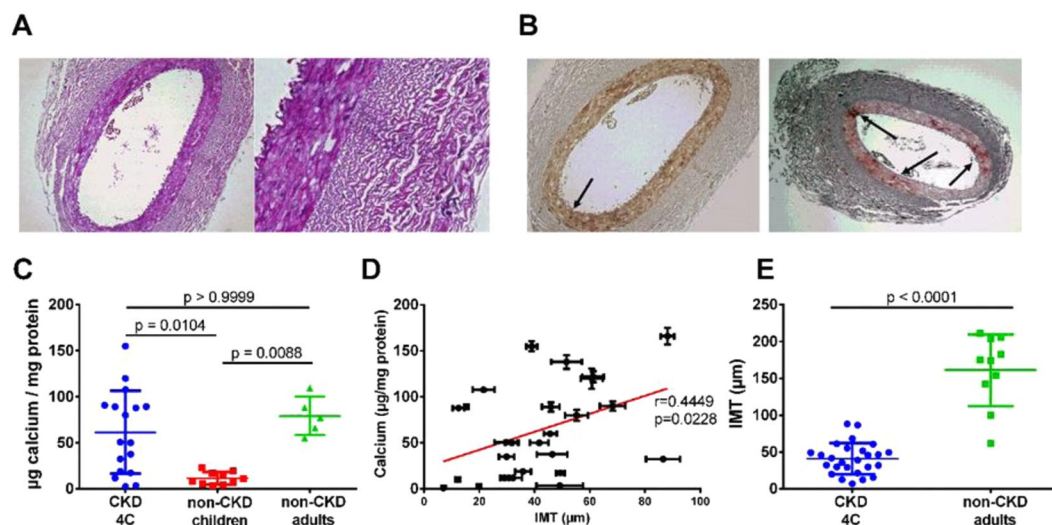 A
B
C
µg calcium / mg protein
200
150
100
50
0
p > 0.9999
p = 0.0104
p = 0.0088
CKD
4C
non-CKD
children
non-CKD
adults
D
Calcium (µg/mg protein)
200
150
100
50
0
r=0.4449
p=0.0228
0
20
40
60
80
100
IMT (µm)
E
IMT (µm)
250
200
150
100
50
0
p < 0.0001
CKD
4C
non-CKD
adults